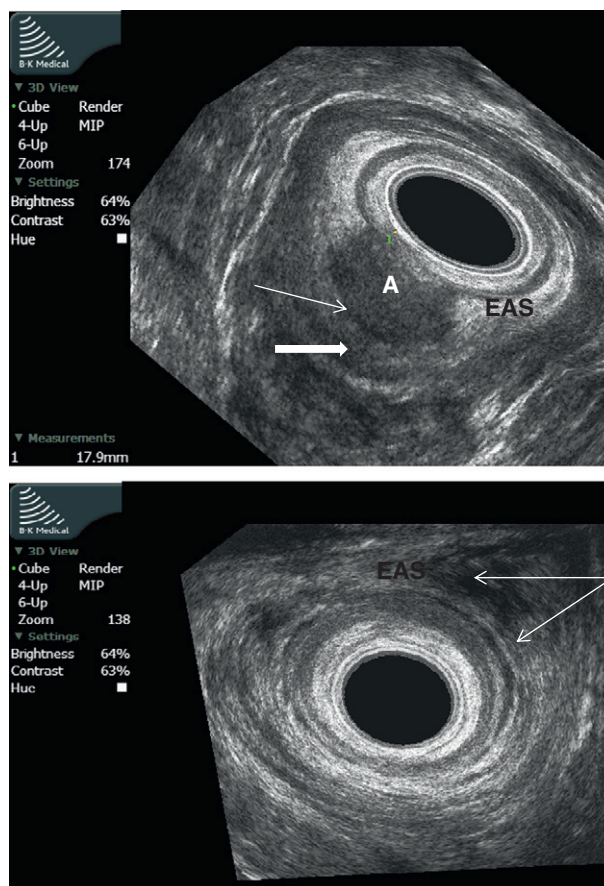 B-K Medical
▼ 3D View
•Cube Render
4-Up MIP
6-Up
Zoom 174
▼ Settings
Brightness 64%
Contrast 63%
Hue
1
A
EAS
▼ Measurements
1 17.9mm
B-K Medical
▼ 3D View
•Cube Render
4-Up MIP
6-Up
Zoom 138
▼ Settings
Brightness 64%
Contrast 63%
Hue
EAS